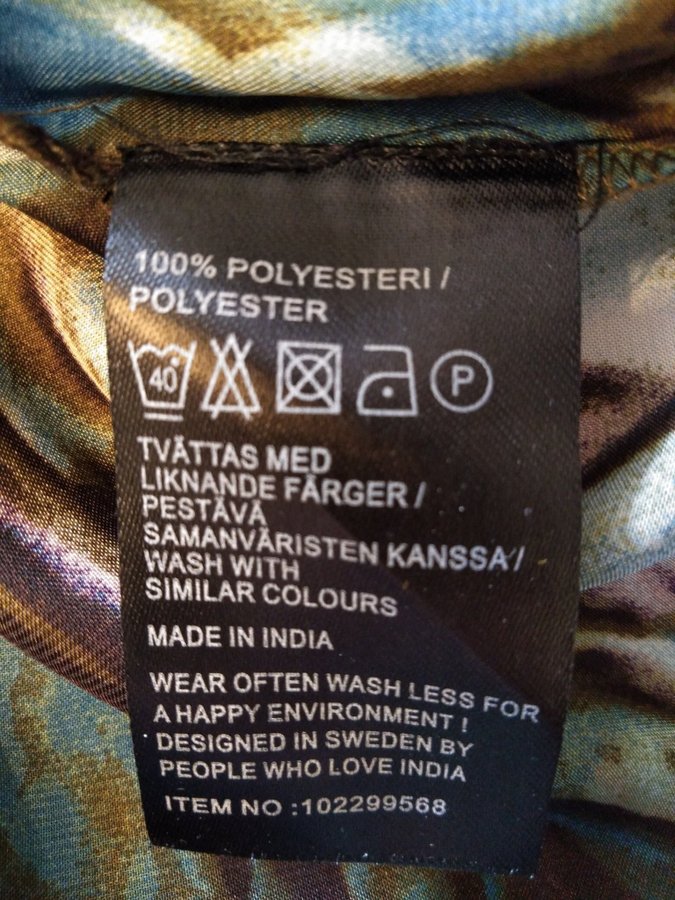 100% POLYESTERI /
POLYESTER
40 P
TVÄTTAS MED
LIKNANDE FÄRGER /
PESTÄVÄ
SAMANVÄRISTEN KANSSA /
WASH WITH
SIMILAR COLOURS
MADE IN INDIA
WEAR OFTEN WASH LESS FOR
A HAPPY ENVIRONMENT !
DESIGNED IN SWEDEN BY
PEOPLE WHO LOVE INDIA
ITEM NO :102299568